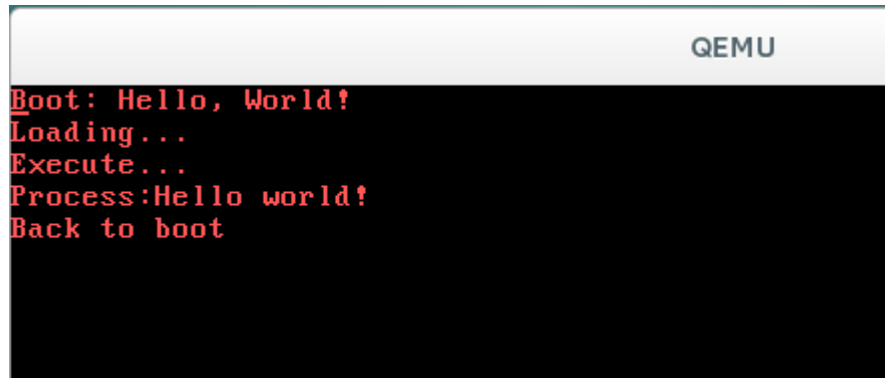 QEMU
Boot: Hello, World!
Loading...
Execute...
Process:Hello world!
Back to boot